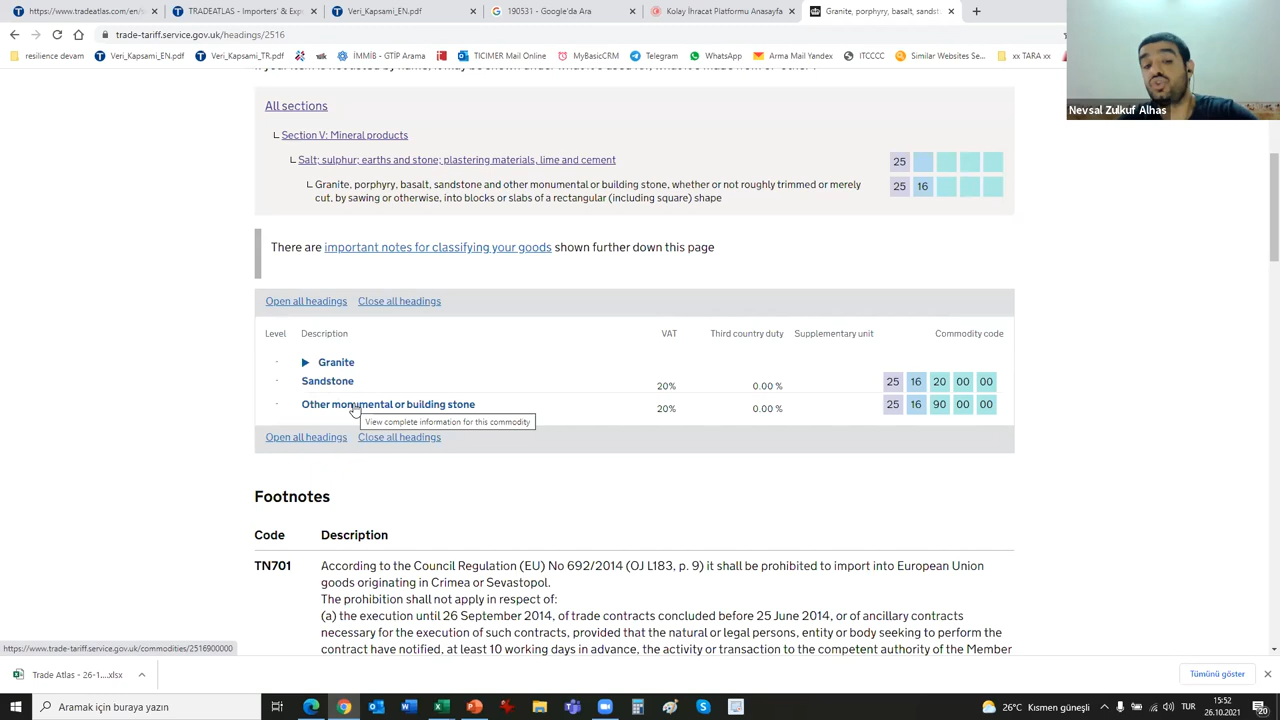 https://www.tradeatlas.com/en/s
TRADEATLAS - Importers' & Exp
Veri_Kapsami_EN.pdf
190531 - Google'da Ara
Kolay İhracat Platformu Anasayfa
Granite, porphyry, basalt, sandst
trade-tariff.service.gov.uk/headings/2516
resilience devam
Veri_Kapsami_EN.pdf
Veri_Kapsami_TR.pdf
İMMİB - GTİP Arama
TICIMER Mail Online
MyBasicCRM
Telegram
WhatsApp
Arma Mail Yandex
ITCCCC
Similar Websites Se...
xx TARA xx
Nevsal Zulkuf Alhas
All sections
Section V: Mineral products
Salt; sulphur; earths and stone; plastering materials, lime and cement
25
Granite, porphyry, basalt, sandstone and other monumental or building stone, whether or not roughly trimmed or merely
cut, by sawing or otherwise, into blocks or slabs of a rectangular (including square) shape
25 16
There are important notes for classifying your goods shown further down this page
Open all headings Close all headings
Level Description VAT Third country duty Supplementary unit Commodity code
Granite
Sandstone 20% 0.00 % 25 16 20 00 00
Other monumental or building stone 20% 0.00 % 25 16 90 00 00
View complete information for this commodity
Open all headings Close all headings
Footnotes
Code Description
TN701 According to the Council Regulation (EU) No 692/2014 (OJ L183, p. 9) it shall be prohibited to import into European Union
goods originating in Crimea or Sevastopol.
The prohibition shall not apply in respect of:
(a) the execution until 26 September 2014, of trade contracts concluded before 25 June 2014, or of ancillary contracts
necessary for the execution of such contracts, provided that the natural or legal persons, entity or body seeking to perform the
contract have notified, at least 10 working days in advance, the activity or transaction to the competent authority of the Member
https://www.trade-tariff.service.gov.uk/commodities/2516900000
Trade Atlas - 26-1....xlsx
Tümünü göster
Aramak için buraya yazın
26°C Kısmen güneşli
TUR
15:52
26.10.2021
20